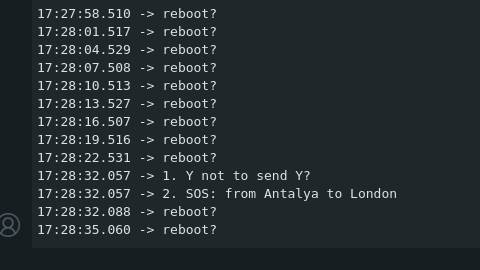 17:27:58.510 -> reboot?
17:28:01.517 -> reboot?
17:28:04.529 -> reboot?
17:28:07.508 -> reboot?
17:28:10.513 -> reboot?
17:28:13.527 -> reboot?
17:28:16.507 -> reboot?
17:28:19.516 -> reboot?
17:28:22.531 -> reboot?
17:28:32.057 -> 1. Y not to send Y?
17:28:32.057 -> 2. SOS: from Antalya to London
17:28:32.088 -> reboot?
17:28:35.060 -> reboot?